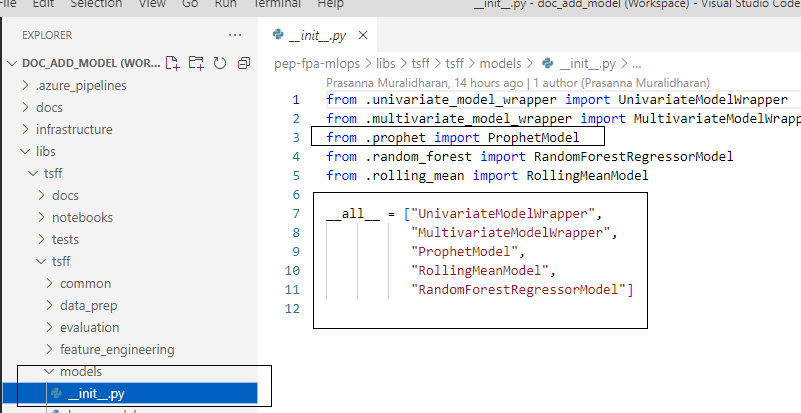 File Edit Selection View Go Run Terminal Help
__init__.py - doc_add_model (Workspace) - Visual Studio Code
EXPLORER
DOC_ADD_MODEL (WOR...
.azure_pipelines
docs
infrastructure
libs
tsff
docs
notebooks
tests
tsff
common
data_prep
evaluation
feature_engineering
models
__init__.py
__init__.py
pep-fpa-mlops > libs > tsff > tsff > models > __init__.py > ...
Prasanna Muralidharan, 14 hours ago | 1 author (Prasanna Muralidharan)
1 from .univariate_model_wrapper import UnivariateModelWrapper
2 from .multivariate_model_wrapper import MultivariateModelWrapp
3 from .prophet import ProphetModel
4 from .random_forest import RandomForestRegressorModel
5 from .rolling_mean import RollingMeanModel
6
7 __all__ = ["UnivariateModelWrapper",
8 "MultivariateModelWrapper",
9 "ProphetModel",
10 "RollingMeanModel",
11 "RandomForestRegressorModel"]
12